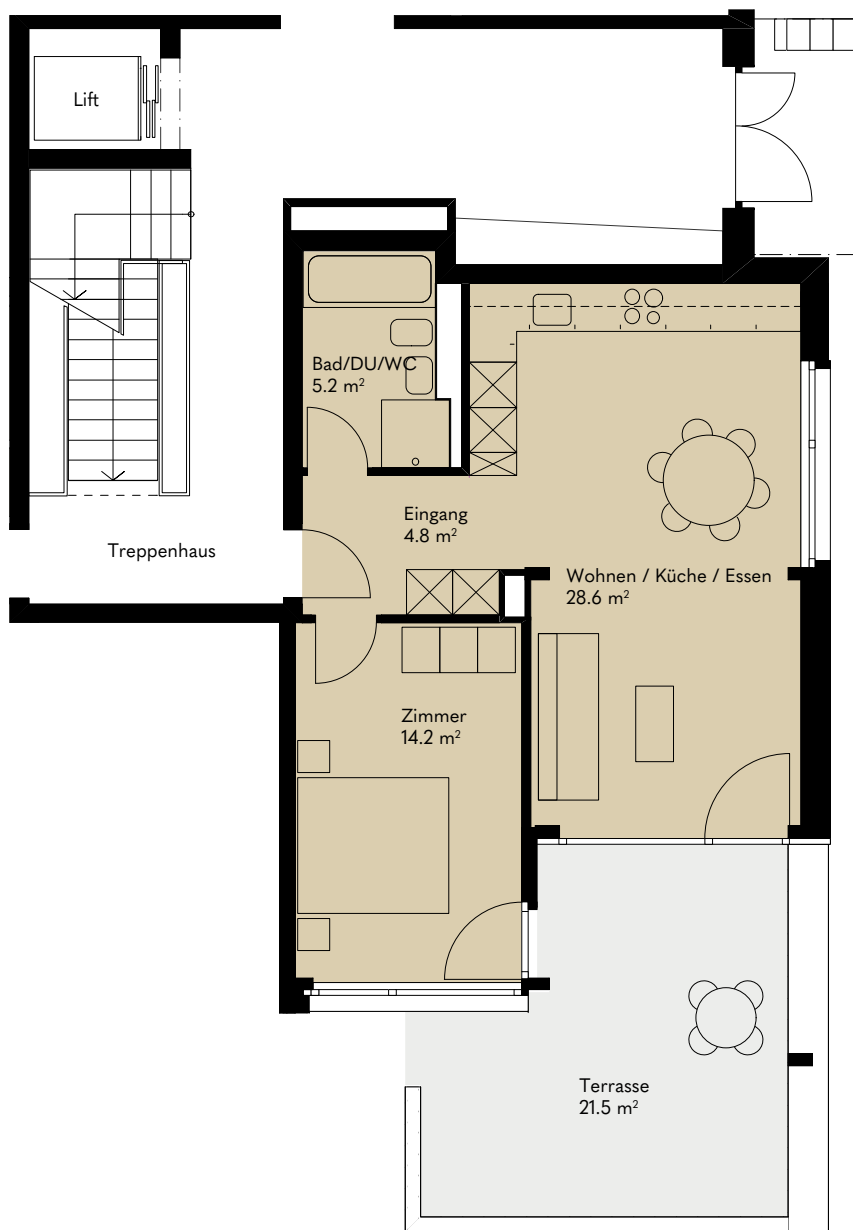 Lift
Bad/DU/WC
5.2 m²
Eingang
4.8 m²
Treppenhaus
Wohnen / Küche / Essen
28.6 m²
Zimmer
14.2 m²
Terrasse
21.5 m²